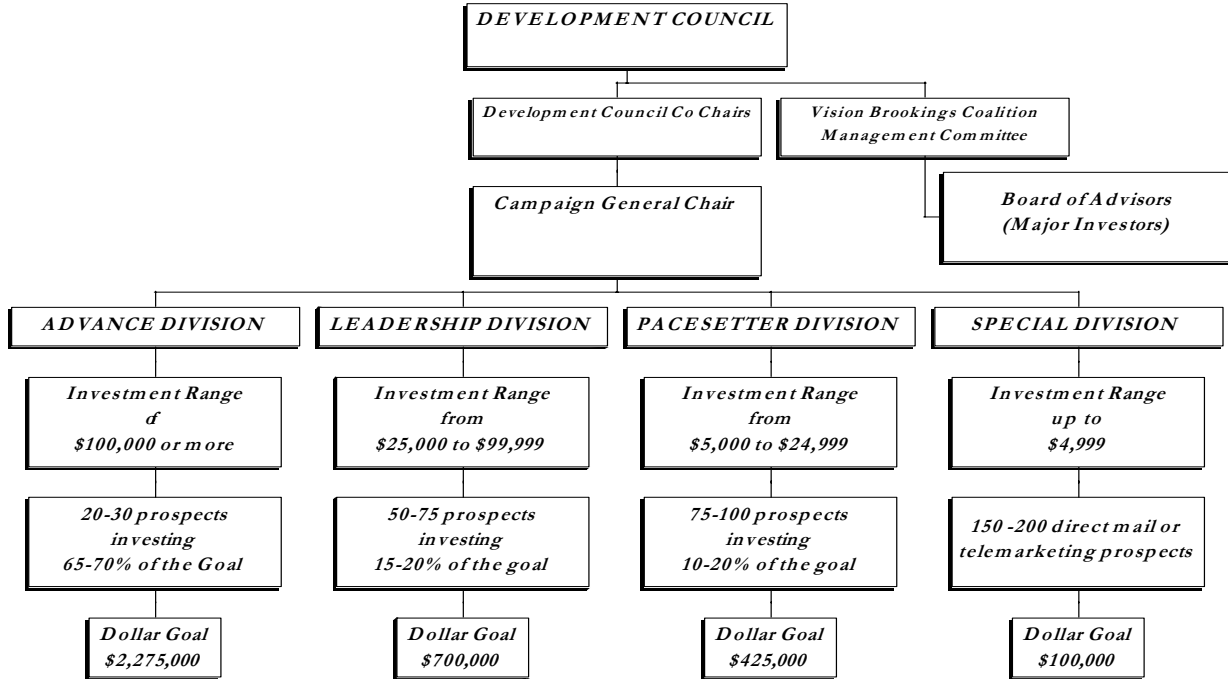 DEVELOPMENT COUNCIL
Development Council Co Chairs
Vision Brookings Coalition
Management Committee
Campaign General Chair
Board of Advisors
(Major Investors)
ADVANCE DIVISION
LEADERSHIP DIVISION
PACESETTER DIVISION
SPECIAL DIVISION
Investment Range
of
$100,000 or more
Investment Range
from
$25,000 to $99,999
Investment Range
from
$5,000 to $24,999
Investment Range
up to
$4,999
20-30 prospects
investing
65-70% of the Goal
50-75 prospects
investing
15-20% of the goal
75-100 prospects
investing
10-20% of the goal
150 -200 direct mail or
telemarketing prospects
Dollar Goal
$2,275,000
Dollar Goal
$700,000
Dollar Goal
$425,000
Dollar Goal
$100,000